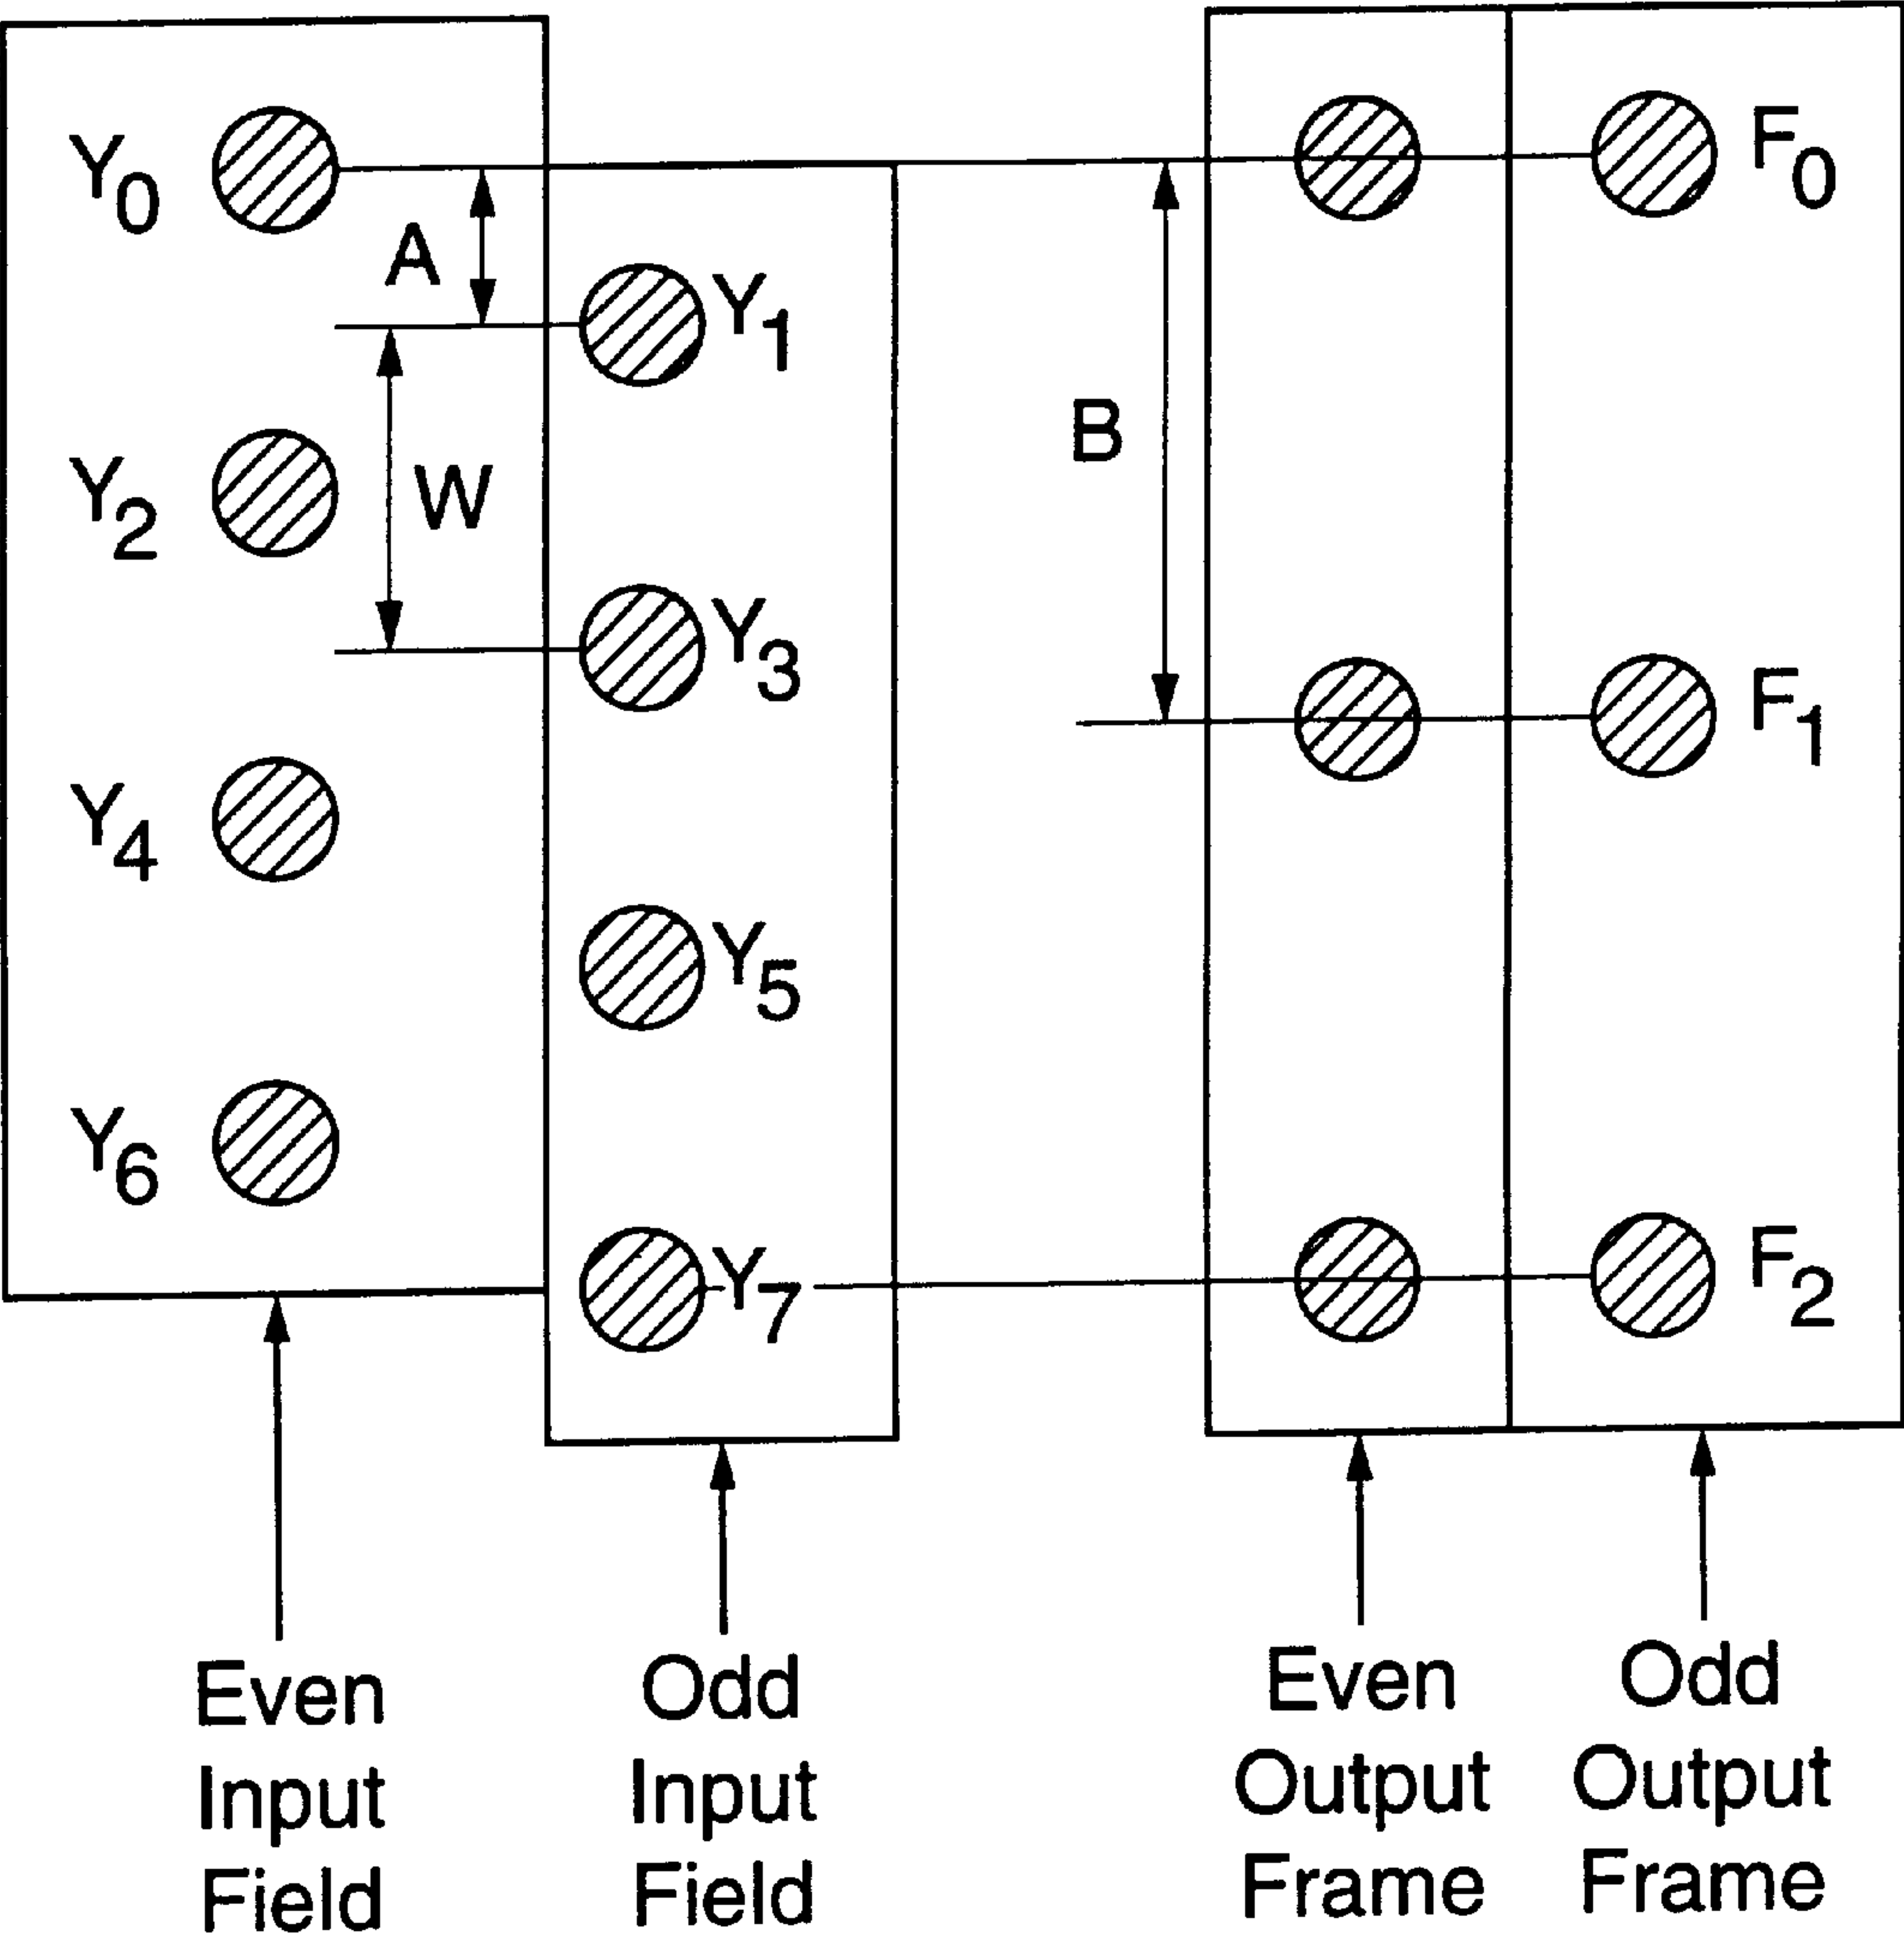 Y0
F0
A
Y1
B
Y2
W
Y3
F1
Y4
Y5
Y6
Y7
F2
Even Input Field
Odd Input Field
Even Output Frame
Odd Output Frame